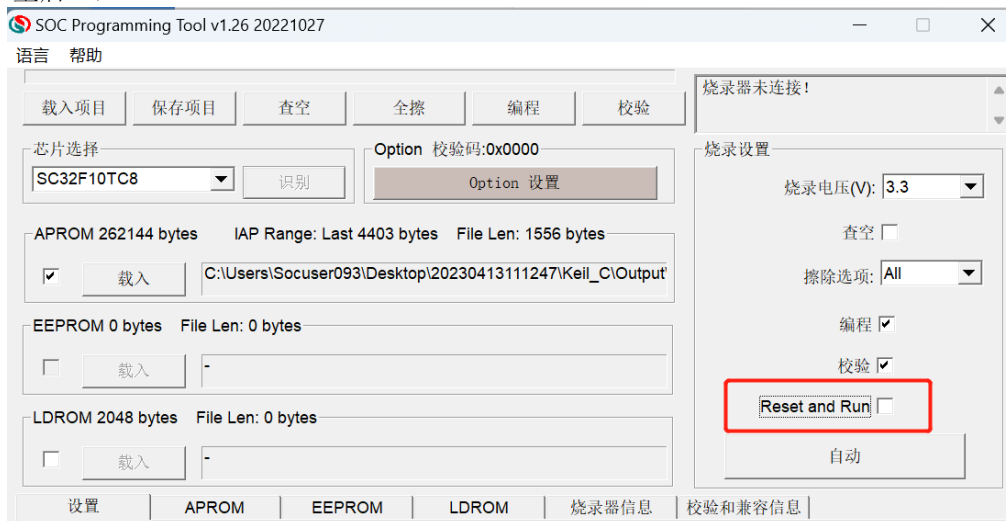 SOC Programming Tool v1.26 20221027
语言 帮助
载入项目 保存项目 查空 全擦 编程 校验
烧录器未连接!
芯片选择
SC32F10TC8
识别
Option 校验码:0x0000
Option 设置
APROM 262144 bytes IAP Range: Last 4403 bytes File Len: 1556 bytes
载入
C:\Users\Socuser093\Desktop\20230413111247\Keil_C\Output\
EEPROM 0 bytes File Len: 0 bytes
载入
-
LDROM 2048 bytes File Len: 0 bytes
载入
-
烧录设置
烧录电压(V): 3.3
查空
擦除选项: All
编程
校验
Reset and Run
自动
设置 APROM EEPROM LDROM 烧录器信息 校验和兼容信息